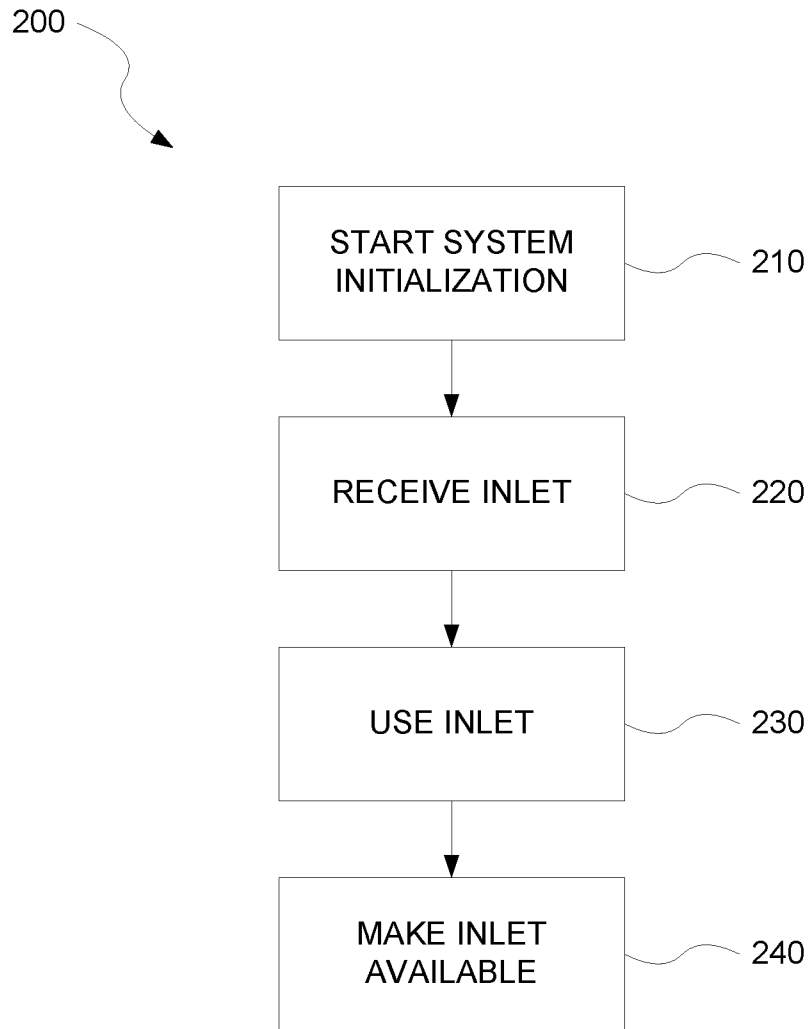 200
START SYSTEM
INITIALIZATION
210
RECEIVE INLET
220
USE INLET
230
MAKE INLET
AVAILABLE
240